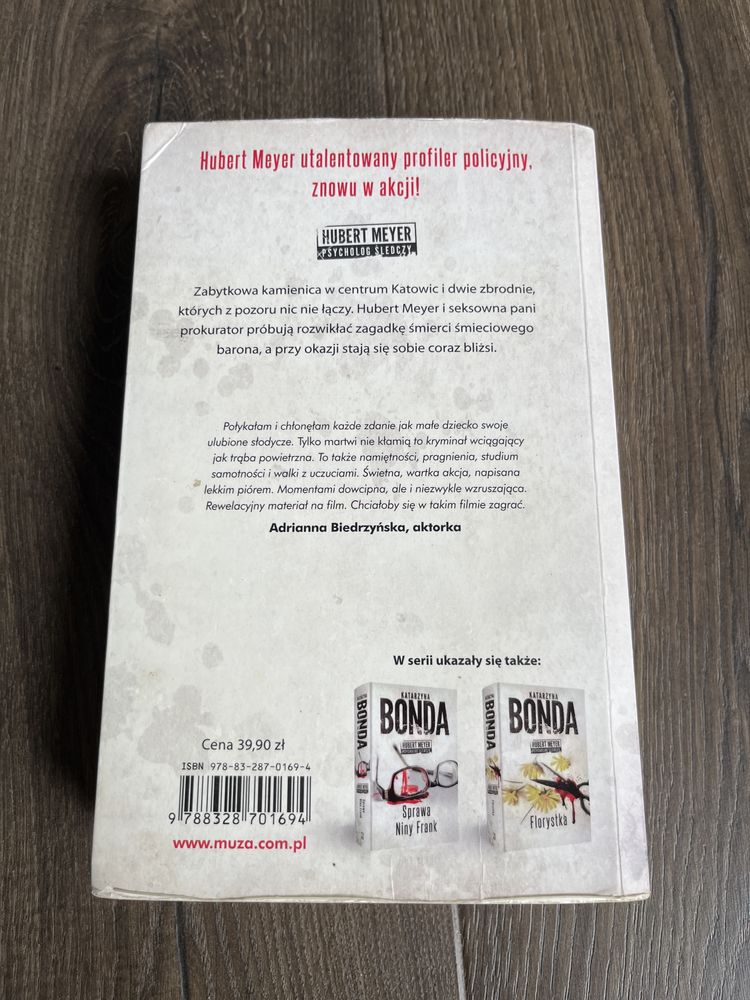 Hubert Meyer utalentowany profiler policyjny,
znowu w akcji!
HUBERT MEYER
PSYCHOLOG ŚLEDCZY
Zabytkowa kamienica w centrum Katowic i dwie zbrodnie,
których z pozoru nic nie łączy. Hubert Meyer i seksowna pani
prokurator próbują rozwikłać zagadkę śmierci śmieciowego
barona, a przy okazji stają się sobie coraz bliżsi.
Połykałam i chłonęłam każde zdanie jak małe dziecko swoje
ulubione słodycze. Tylko martwi nie kłamią to kryminał wciągający
jak trąba powietrzna. To także namiętności, pragnienia, studium
samotności i walki z uczuciami. Świetna, wartka akcja, napisana
lekkim piórem. Momentami dowcipna, ale i niezwykle wzruszająca.
Rewelacyjny materiał na film. Chciałoby się w takim filmie zagrać.
Adrianna Biedrzyńska, aktorka
W serii ukazały się także:
KATARZYNA
BONDA
BONDA
HUBERT MEYER
Sprawa
Niny Frank
KATARZYNA
BONDA
BONDA
HUBERT MEYER
Florystka
Cena 39,90 zł
ISBN 978-83-287-0169-4
9 788328 701694
www.muza.com.pl